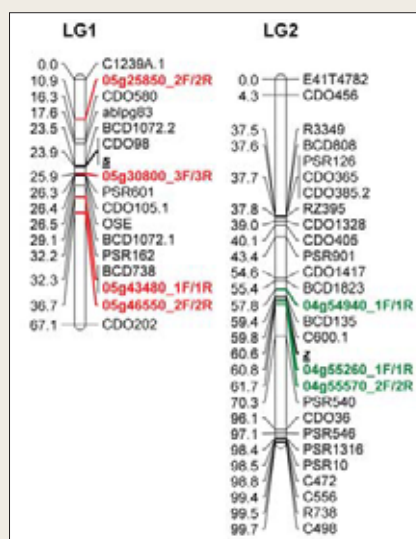 LG1
0.0 C1239A.1
10.9 05g25850_2F/2R
16.3 CDO580
17.6 ablpg83
23.5 BCD1072.2
CDO98
23.9 s
25.9 05g30800_3F/3R
26.3 PSR601
26.4 CDO105.1
26.5 OSE
29.1 BCD1072.1
32.2 PSR162
BCD738
32.3 05g43480_1F/1R
36.7 05g46550_2F/2R
67.1 CDO202
LG2
0.0 E41T4782
4.3 CDO456
37.5 R3349
37.6 BCD808
PSR126
37.7 CDO365
CDO385.2
37.8 RZ395
39.0 CDO1328
40.1 CDO405
43.4 PSR901
54.6 CDO1417
55.4 BCD1823
57.8 04g54940_1F/1R
59.4 BCD135
59.8 C600.1
60.6 z
60.8 04g55260_1F/1R
61.7 04g55570_2F/2R
70.3 PSR540
96.1 CDO36
97.1 PSR546
98.4 PSR1316
98.5 PSR10
98.8 C472
99.4 C556
99.5 R738
99.7 C498